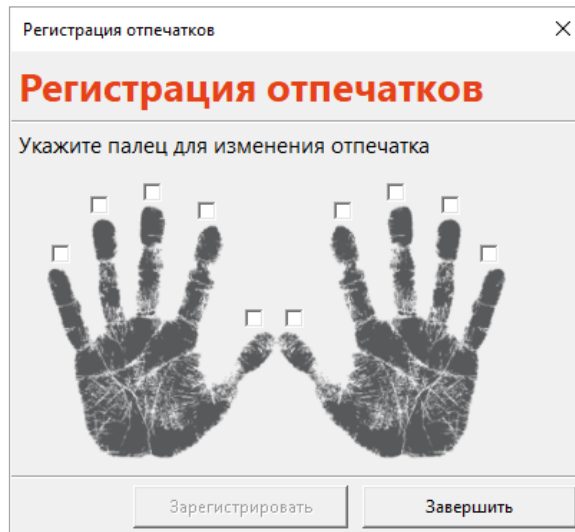 Регистрация отпечатков
Регистрация отпечатков
Укажите палец для изменения отпечатка
Зарегистрировать
Завершить